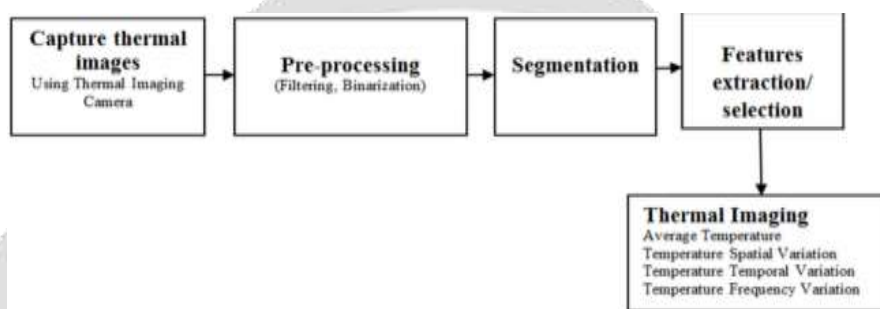 Capture thermal
images
Using Thermal Imaging
Camera
Pre-processing
(Filtering, Binarization)
Segmentation
Features
extraction/
selection
Thermal Imaging
Average Temperature
Temperature Spatial Variation
Temperature Temporal Variation
Temperature Frequency Variation